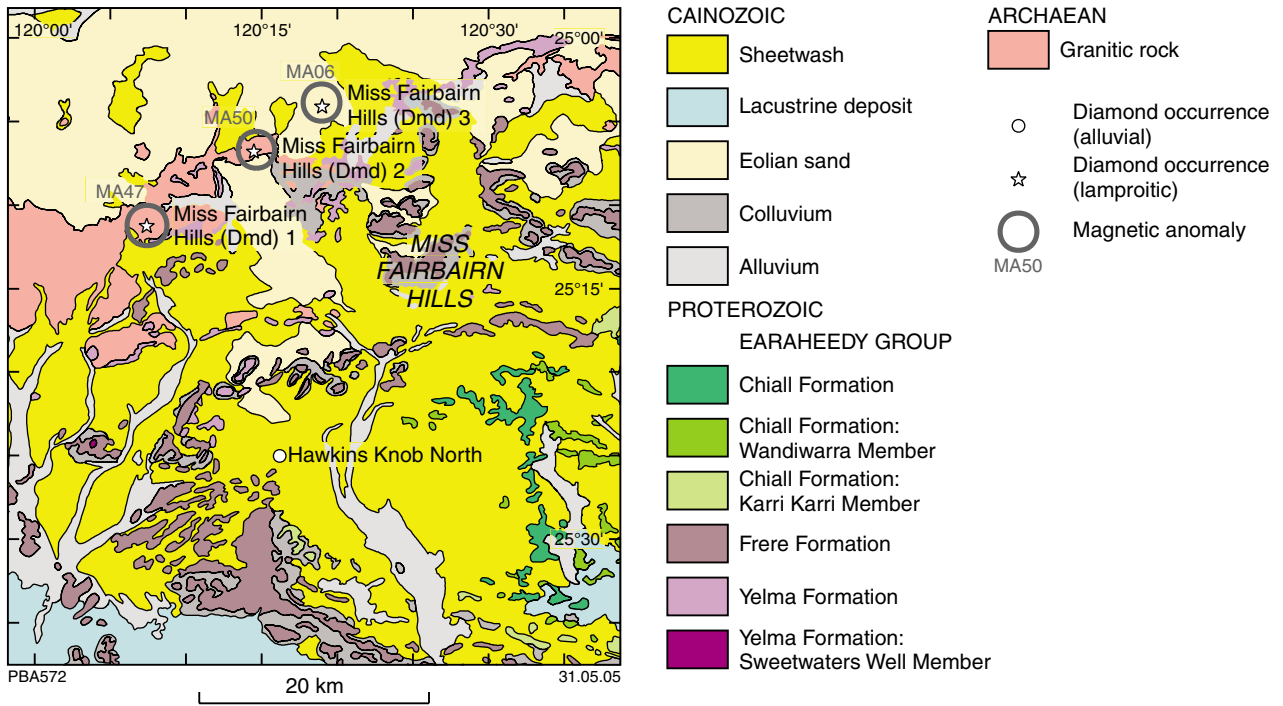 120°00'
120°15'
120°30'
25°00'
MA06
Miss Fairbairn
Hills (Dmd) 3
MA50
Miss Fairbairn
Hills (Dmd) 2
MA47
Miss Fairbairn
Hills (Dmd) 1
MISS
FAIRBAIRN
HILLS
25°15'
Hawkins Knob North
25°30'
PBA572
31.05.05
20 km
CAINOZOIC
Sheetwash
Lacustrine deposit
Eolian sand
Colluvium
Alluvium
PROTEROZOIC
EARAHEEDY GROUP
Chiall Formation
Chiall Formation:
Wandiwarra Member
Chiall Formation:
Karri Karri Member
Frere Formation
Yelma Formation
Yelma Formation:
Sweetwaters Well Member
ARCHAEAN
Granitic rock
Diamond occurrence
(alluvial)
Diamond occurrence
(lamproitic)
Magnetic anomaly
MA50